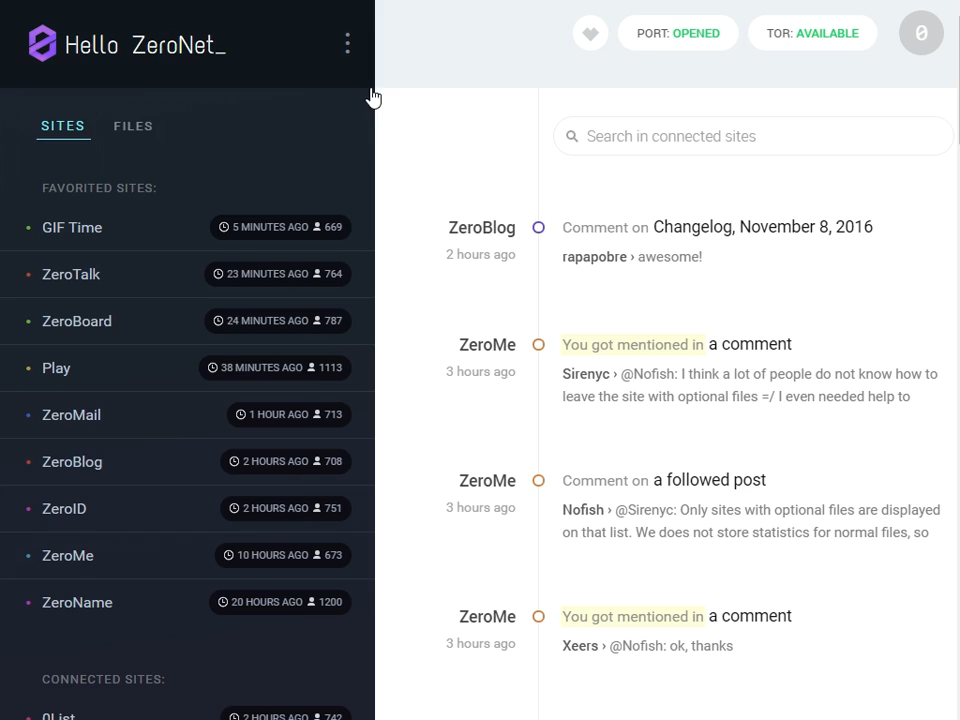 Hello ZeroNet_
PORT: OPENED
TOR: AVAILABLE
0
SITES
FILES
Search in connected sites
FAVORITED SITES:
GIF Time 5 MINUTES AGO 669
ZeroTalk 23 MINUTES AGO 764
ZeroBoard 24 MINUTES AGO 787
Play 38 MINUTES AGO 1113
ZeroMail 1 HOUR AGO 713
ZeroBlog 2 HOURS AGO 708
ZeroID 2 HOURS AGO 751
ZeroMe 10 HOURS AGO 673
ZeroName 20 HOURS AGO 1200
CONNECTED SITES:
0List 2 HOURS AGO 742
ZeroBlog
2 hours ago
Comment on Changelog, November 8, 2016
rapapobre › awesome!
ZeroMe
3 hours ago
You got mentioned in a comment
Sirenyc › @Nofish: I think a lot of people do not know how to
leave the site with optional files =/ I even needed help to
ZeroMe
3 hours ago
Comment on a followed post
Nofish › @Sirenyc: Only sites with optional files are displayed
on that list. We does not store statistics for normal files, so
ZeroMe
3 hours ago
You got mentioned in a comment
Xeers › @Nofish: ok, thanks